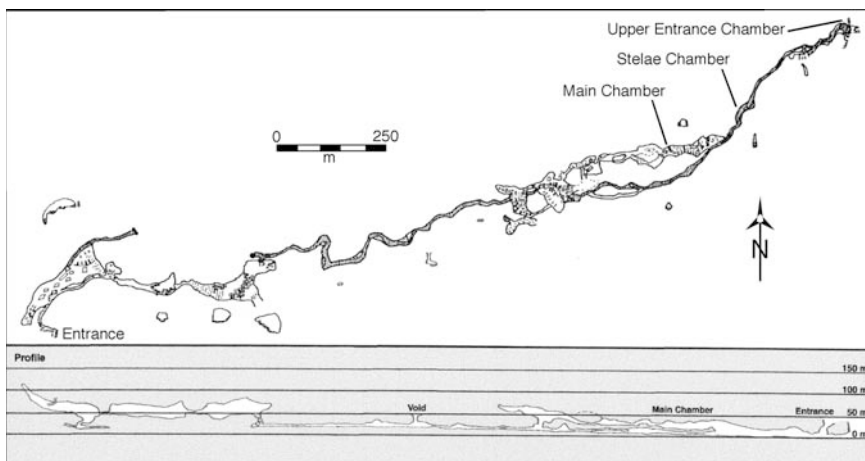 Upper Entrance Chamber
Stelae Chamber
Main Chamber
0 250
m
N
Entrance
Profile
150 m
100 m
Void
50 m
Main Chamber
Entrance
0 m